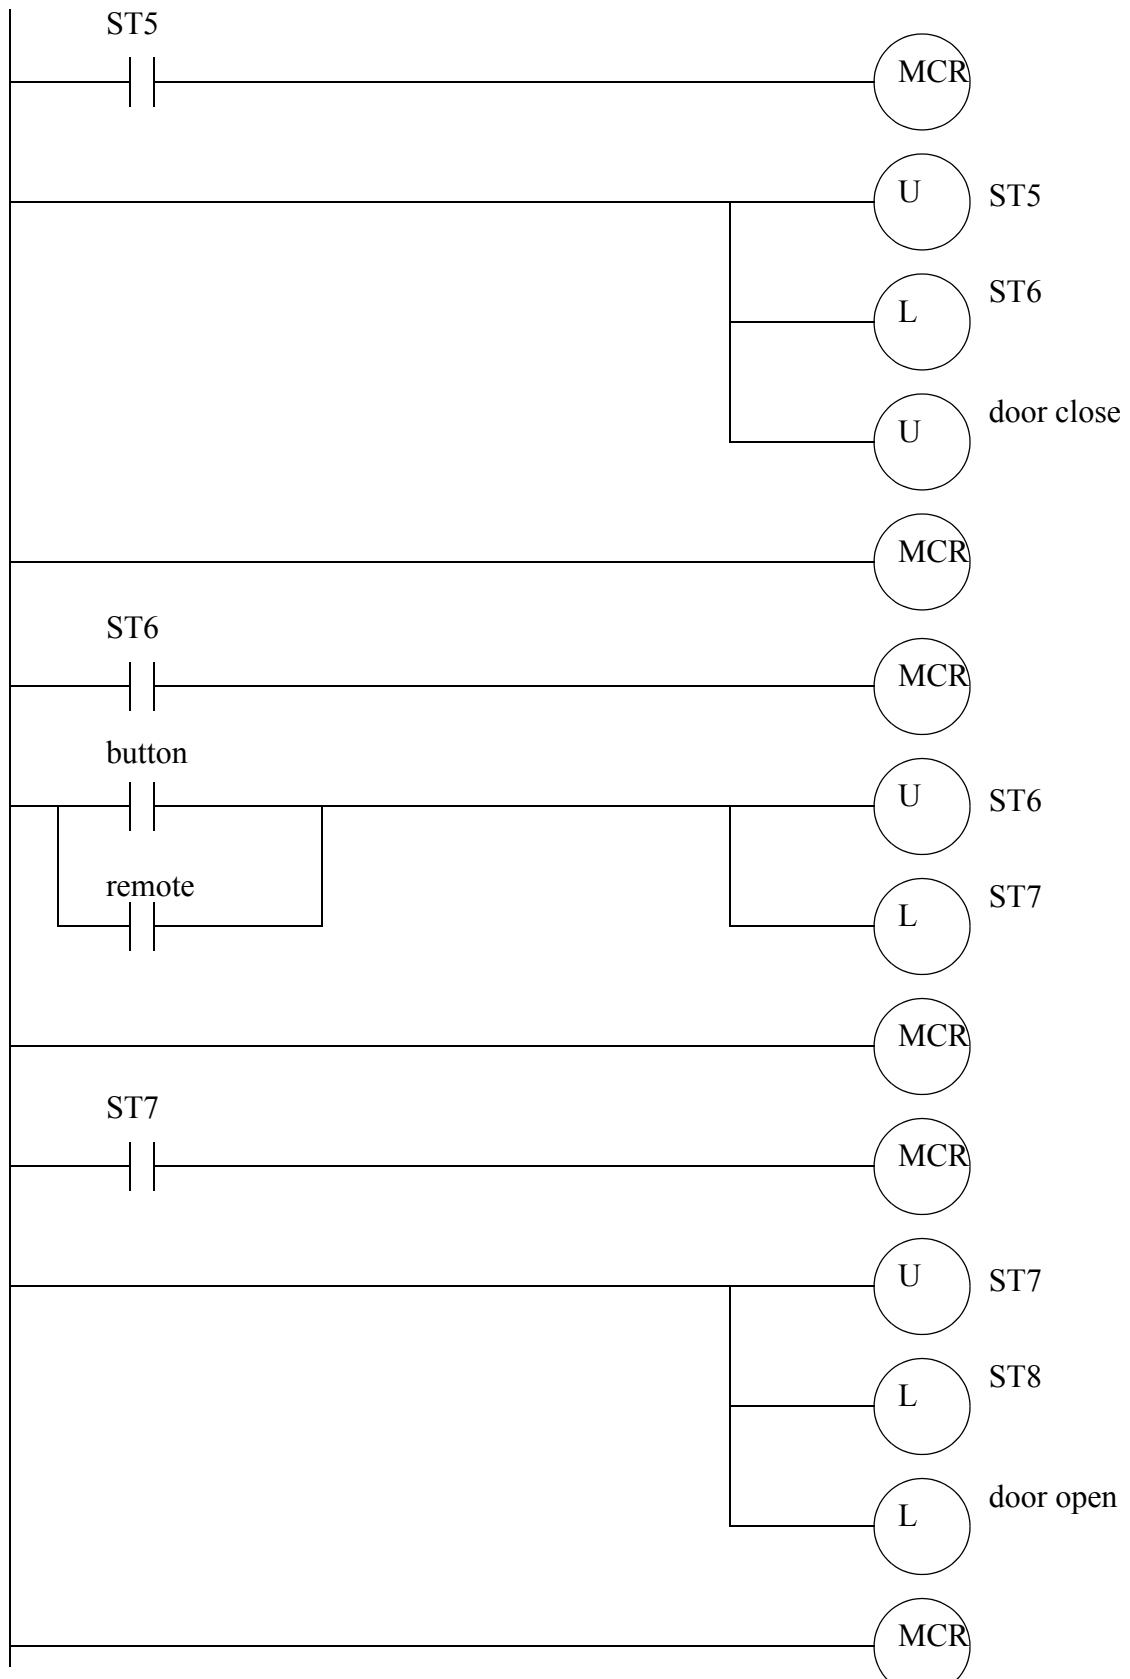 ST5
MCR
U ST5
L ST6
U door close
MCR
ST6
MCR
button
U ST6
remote
L ST7
MCR
ST7
MCR
U ST7
L ST8
L door open
MCR